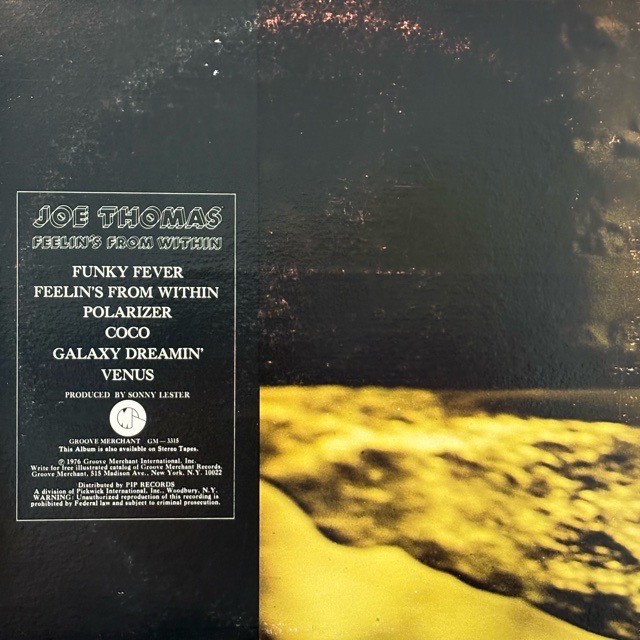 JOE THOMAS
FEELIN'S FROM WITHIN
FUNKY FEVER
FEELIN'S FROM WITHIN
POLARIZER
COCO
GALAXY DREAMIN'
VENUS
PRODUCED BY SONNY LESTER
GROOVE MERCHANT GM—3315
This Album is also available on Stereo Tapes.
℗ 1976 Groove Merchant International, Inc.
Write for free illustrated catalog of Groove Merchant Records.
Groove Merchant, 515 Madison Ave., New York, N.Y. 10022
Distributed by PIP RECORDS
A division of Pickwick International, Inc., Woodbury, N.Y.
WARNING: Unauthorized reproduction of this recording is
prohibited by Federal law and subject to criminal prosecution.